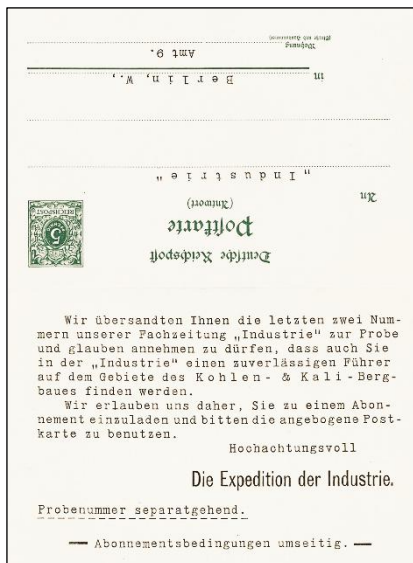 Deutsche Reichspost
Postkarte
(Antwort)
5
REICHSPOST
An
„Industrie"
in
Berlin, W.,
Amt 9.
Wohnung
Wir übersandten Ihnen die letzten zwei Num-
mern unserer Fachzeitung „Industrie" zur Probe
und glauben annehmen zu dürfen, dass auch Sie
in der „Industrie" einen zuverlässigen Führer
auf dem Gebiete des Kohlen- & Kali-Berg-
baues finden werden.
Wir erlauben uns daher, Sie zu einem Abon-
nement einzuladen und bitten die angebogene Post-
karte zu benutzen.
Hochachtungsvoll
Die Expedition der Industrie.
Probenummer separatgehend.
— Abonnementsbedingungen umseitig. —